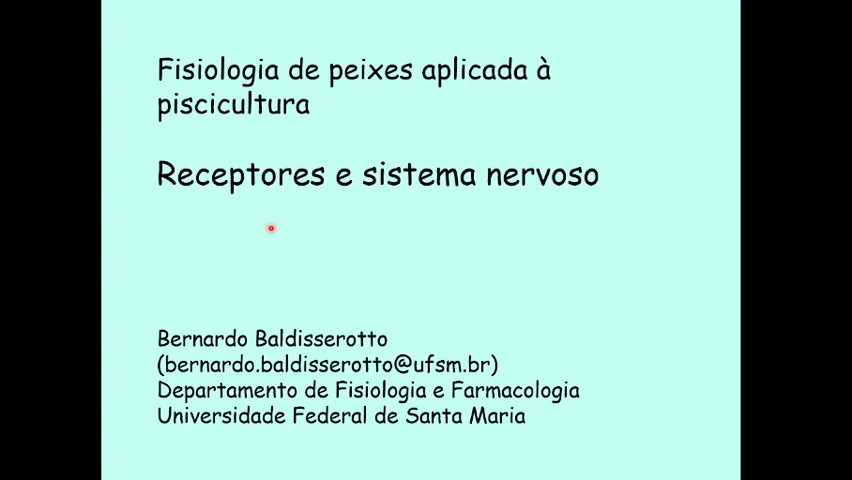 Fisiologia de peixes aplicada à
piscicultura
Receptores e sistema nervoso
Bernardo Baldisserotto
(bernardo.baldisserotto@ufsm.br)
Departamento de Fisiologia e Farmacologia
Universidade Federal de Santa Maria